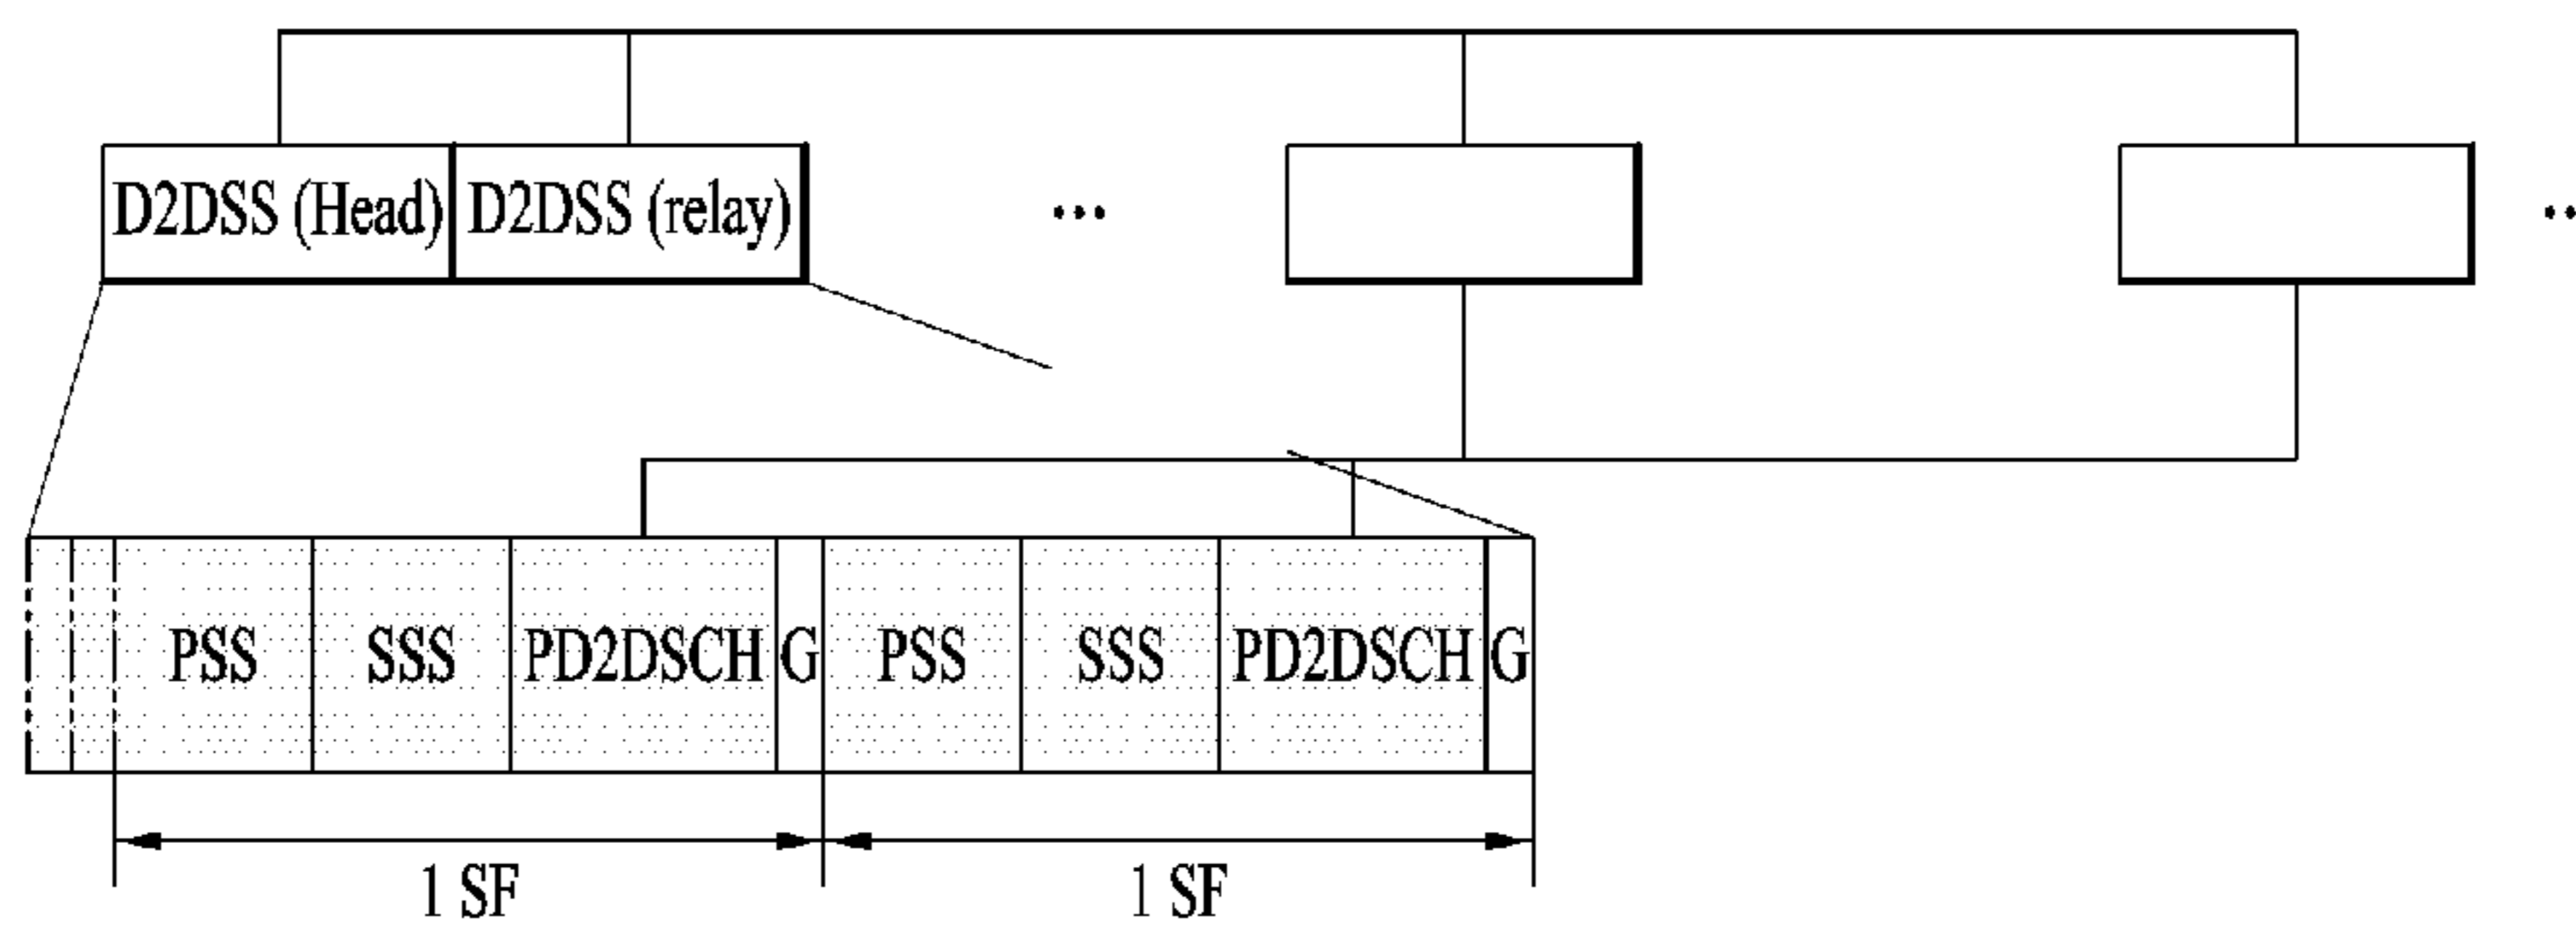 D2DSS (Head) D2DSS (relay) ... ..
PSS SSS PD2DSCH G PSS SSS PD2DSCH G
1 SF 1 SF